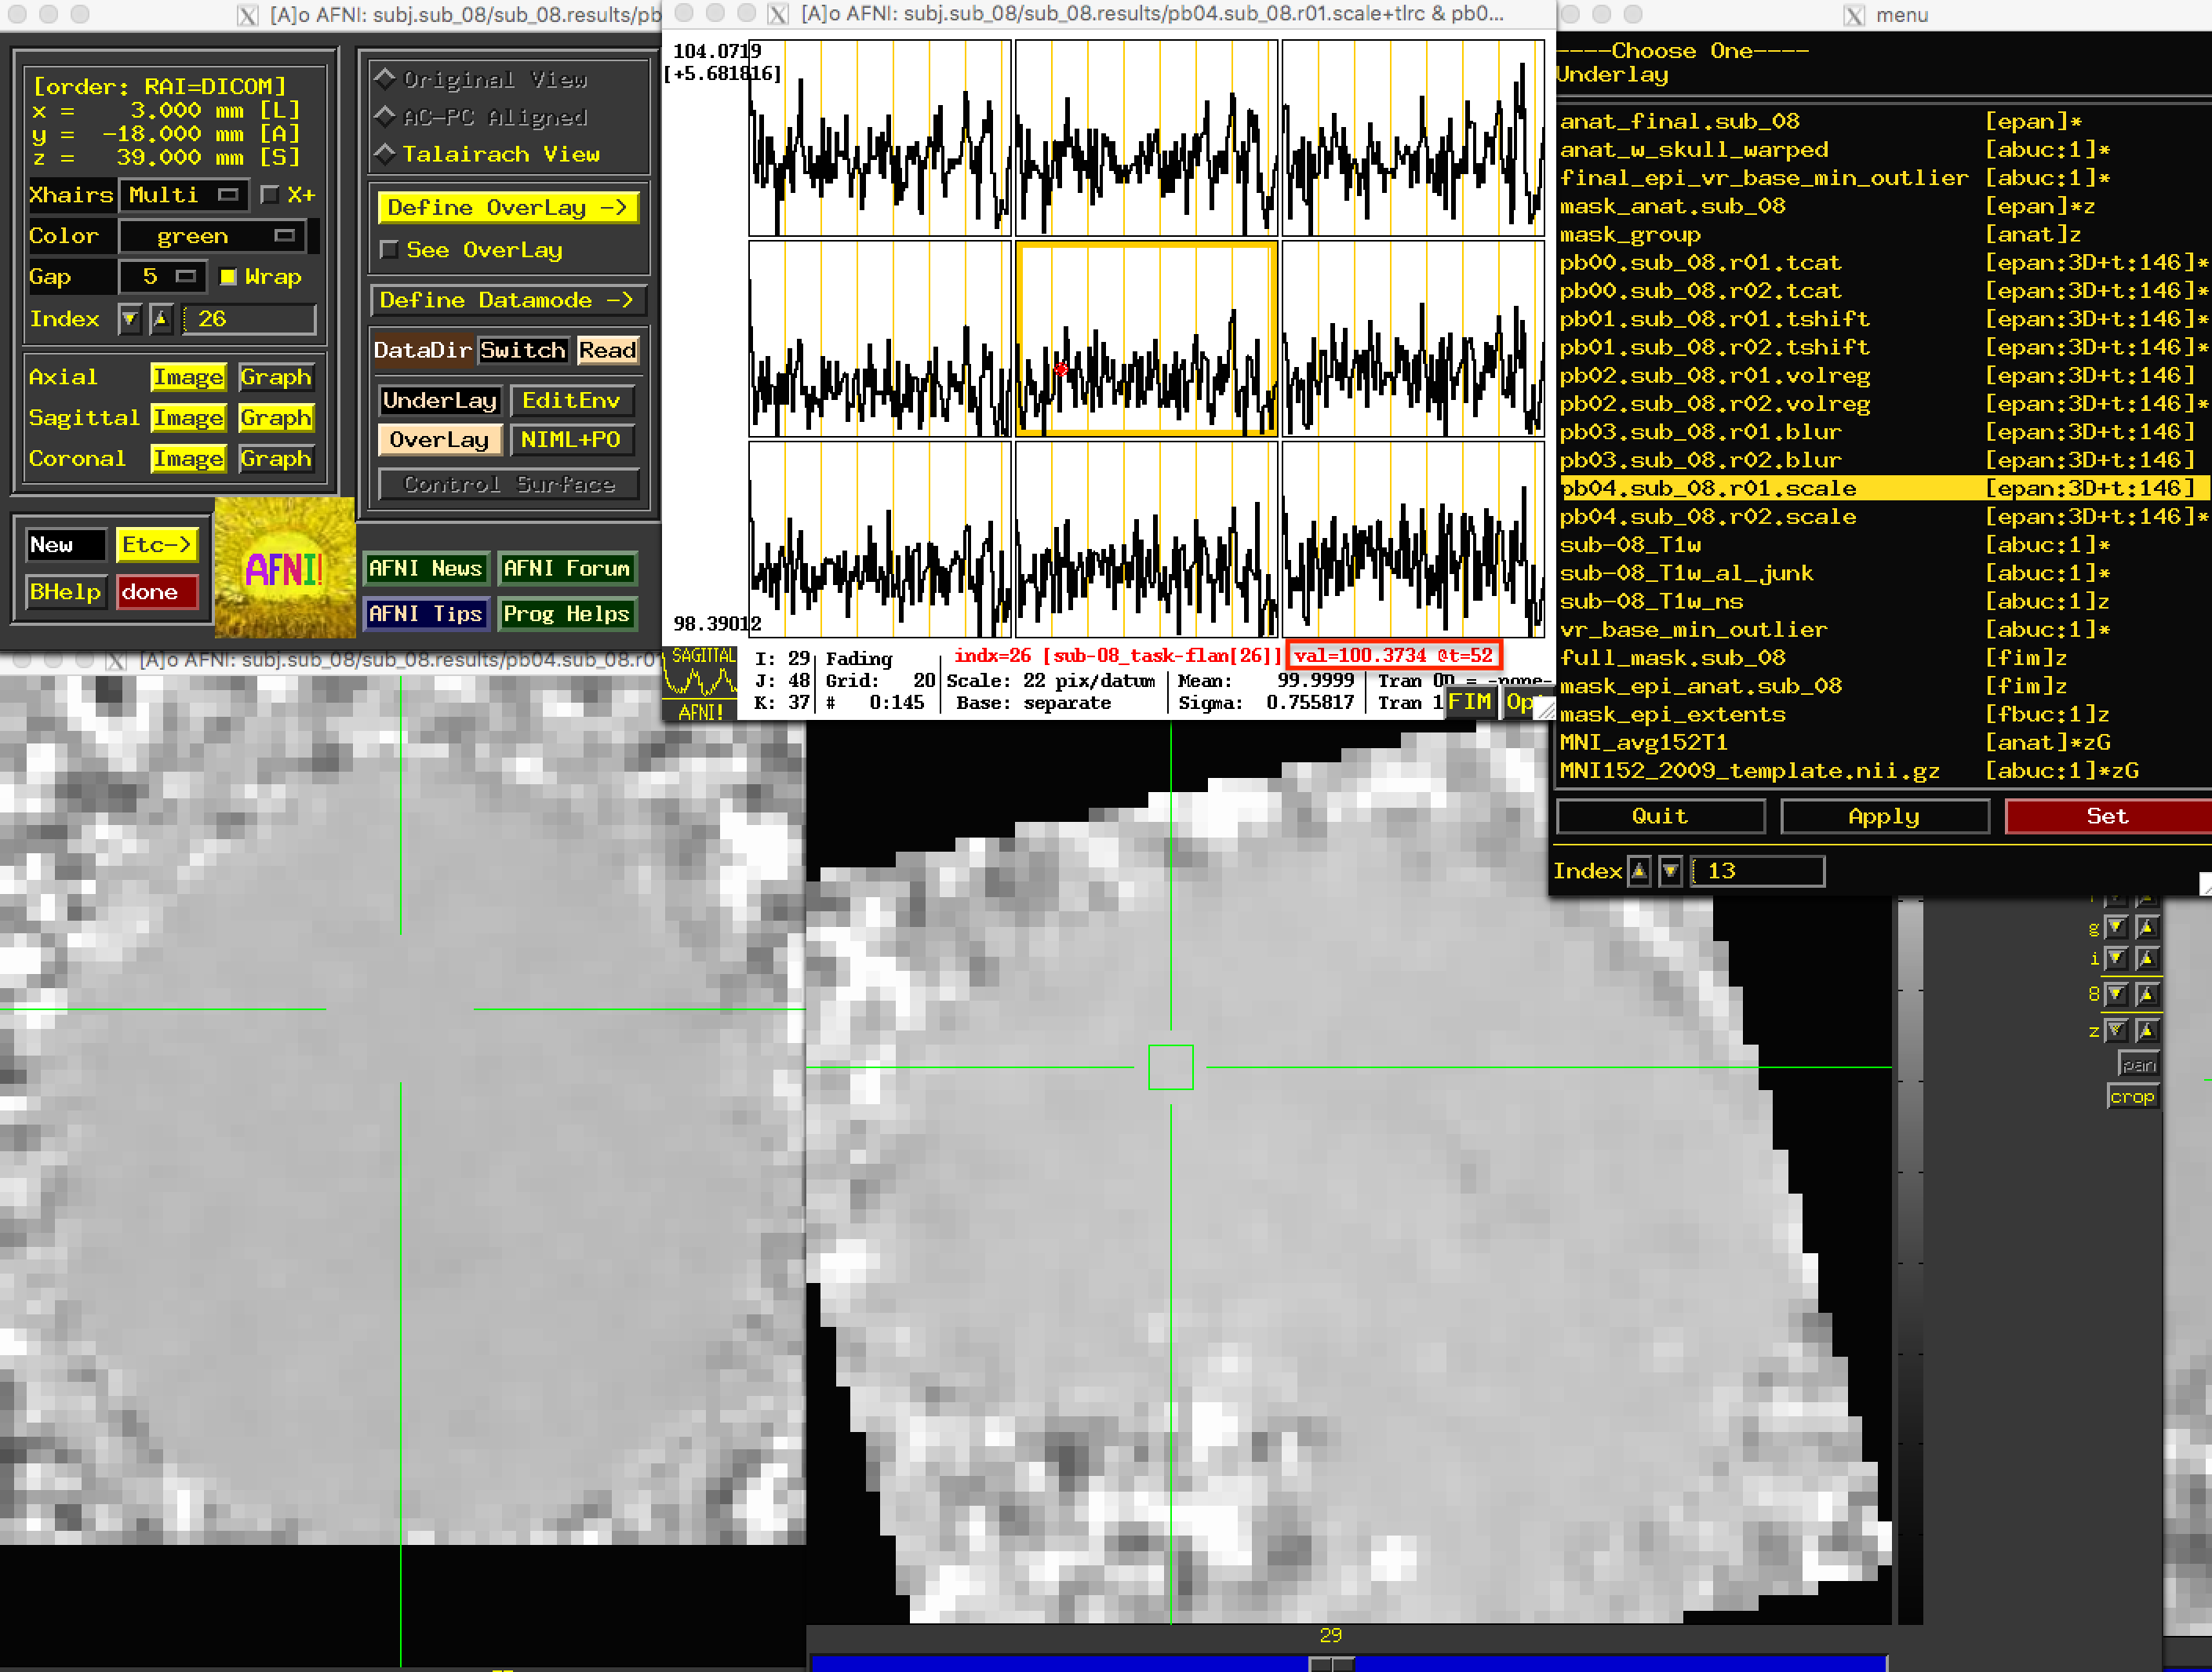 [A]o AFNI: subj.sub_08/sub_08.results/pb
[order: RAI=DICOM]
x = 3.000 mm [L]
y = -18.000 mm [A]
z = 39.000 mm [S]
Xhairs Multi X+
Color green
Gap 5 Wrap
Index 26
Axial Image Graph
Sagittal Image Graph
Coronal Image Graph
New Etc->
BHelp done
AFNI!
Original View
AC-PC Aligned
Talairach View
Define OverLay ->
See OverLay
Define Datamode ->
DataDir Switch Read
UnderLay EditEnv
OverLay NIML+PO
Control Surface
AFNI News AFNI Forum
AFNI Tips Prog Helps
[A]o AFNI: subj.sub_08/sub_08.results/pb04.sub_08.r01.scale+tlrc & pb0...
104.0719
[+5.681816]
98.39012
SAGITTAL
AFNI!
I: 29 Fading indx=26 [sub-08_task-flan[26]] val=100.3734 @t=52
J: 48 Grid: 20 Scale: 22 pix/datum Mean: 99.9999 Tran 0D = -none-
K: 37 # 0:145 Base: separate Sigma: 0.755817 Tran 1 FIM Op
menu
----Choose One----
Underlay
anat_final.sub_08 [epan]*
anat_w_skull_warped [abuc:1]*
final_epi_vr_base_min_outlier [abuc:1]*
mask_anat.sub_08 [epan]*z
mask_group [anat]z
pb00.sub_08.r01.tcat [epan:3D+t:146]*
pb00.sub_08.r02.tcat [epan:3D+t:146]*
pb01.sub_08.r01.tshift [epan:3D+t:146]*
pb01.sub_08.r02.tshift [epan:3D+t:146]*
pb02.sub_08.r01.volreg [epan:3D+t:146]
pb02.sub_08.r02.volreg [epan:3D+t:146]*
pb03.sub_08.r01.blur [epan:3D+t:146]
pb03.sub_08.r02.blur [epan:3D+t:146]
pb04.sub_08.r01.scale [epan:3D+t:146]
pb04.sub_08.r02.scale [epan:3D+t:146]*
sub-08_T1w [abuc:1]*
sub-08_T1w_al_junk [abuc:1]*
sub-08_T1w_ns [abuc:1]z
vr_base_min_outlier [abuc:1]*
full_mask.sub_08 [fim]z
mask_epi_anat.sub_08 [fim]z
mask_epi_extents [fbuc:1]z
MNI_avg152T1 [anat]*zG
MNI152_2009_template.nii.gz [abuc:1]*zG
Quit Apply Set
Index 13
[A]o AFNI: subj.sub_08/sub_08.results/pb04.sub_08.r01
g
i
8
z
pan
crop
29